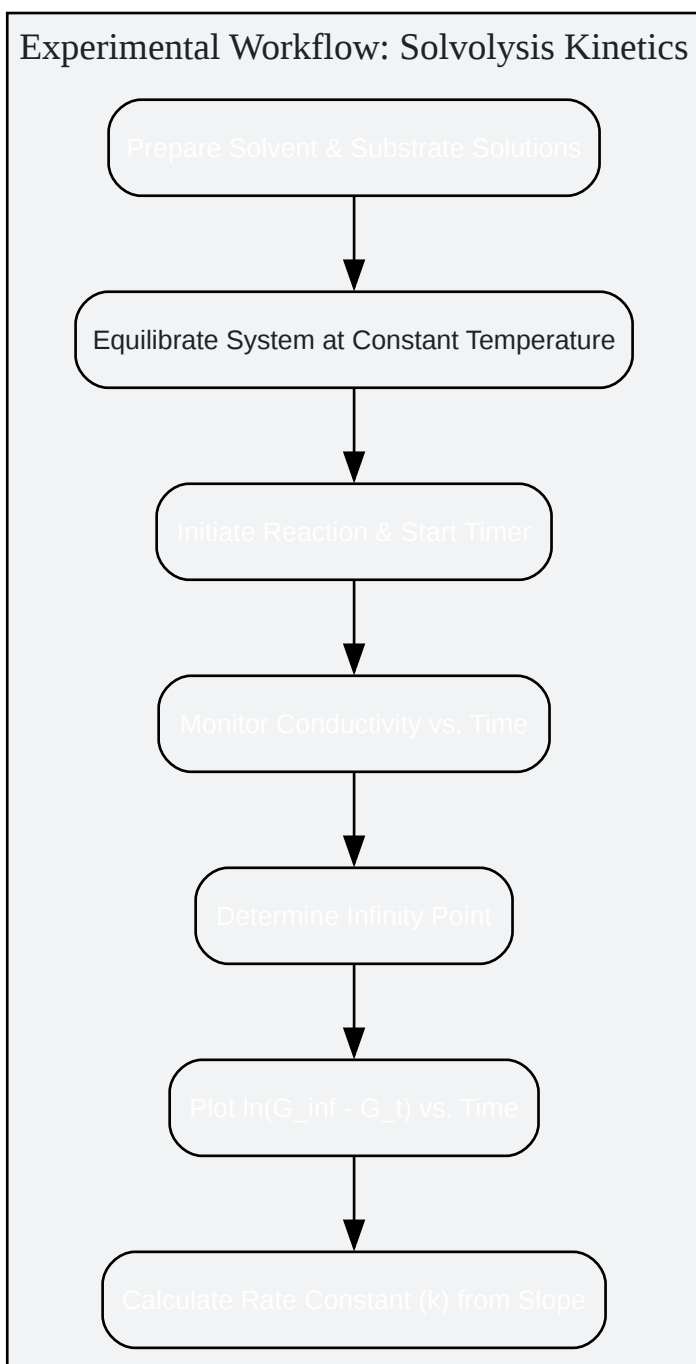 Experimental Workflow: Solvolysis Kinetics
Prepare Solvent & Substrate Solutions
Equilibrate System at Constant Temperature
Initiate Reaction & Start Timer
Monitor Conductivity vs. Time
Determine Infinity Point
Plot ln(G_inf - G_t) vs. Time
Calculate Rate Constant (k) from Slope